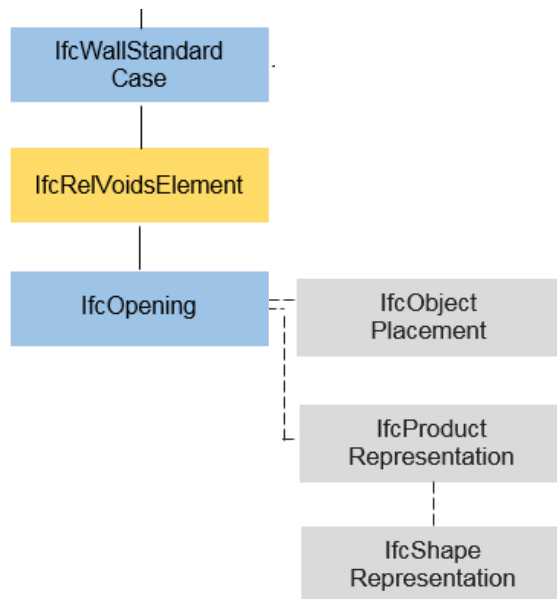 IfcWallStandard
Case
IfcRelVoidsElement
IfcOpening
IfcObject
Placement
IfcProduct
Representation
IfcShape
Representation